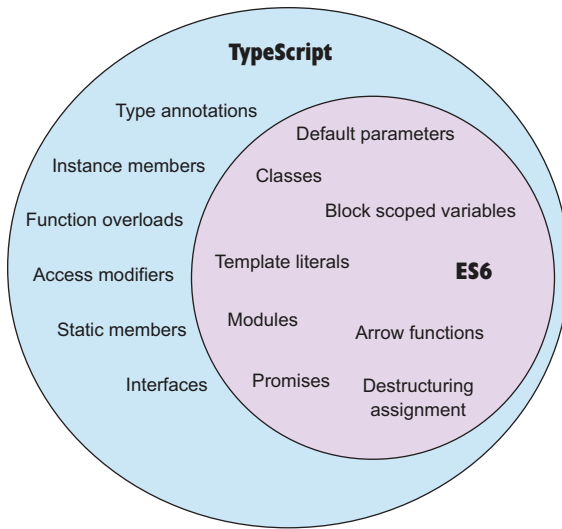 TypeScript
Type annotations
Default parameters
Instance members
Classes
Function overloads
Block scoped variables
Access modifiers
Template literals
ES6
Static members
Modules
Arrow functions
Interfaces
Promises
Destructuring
assignment